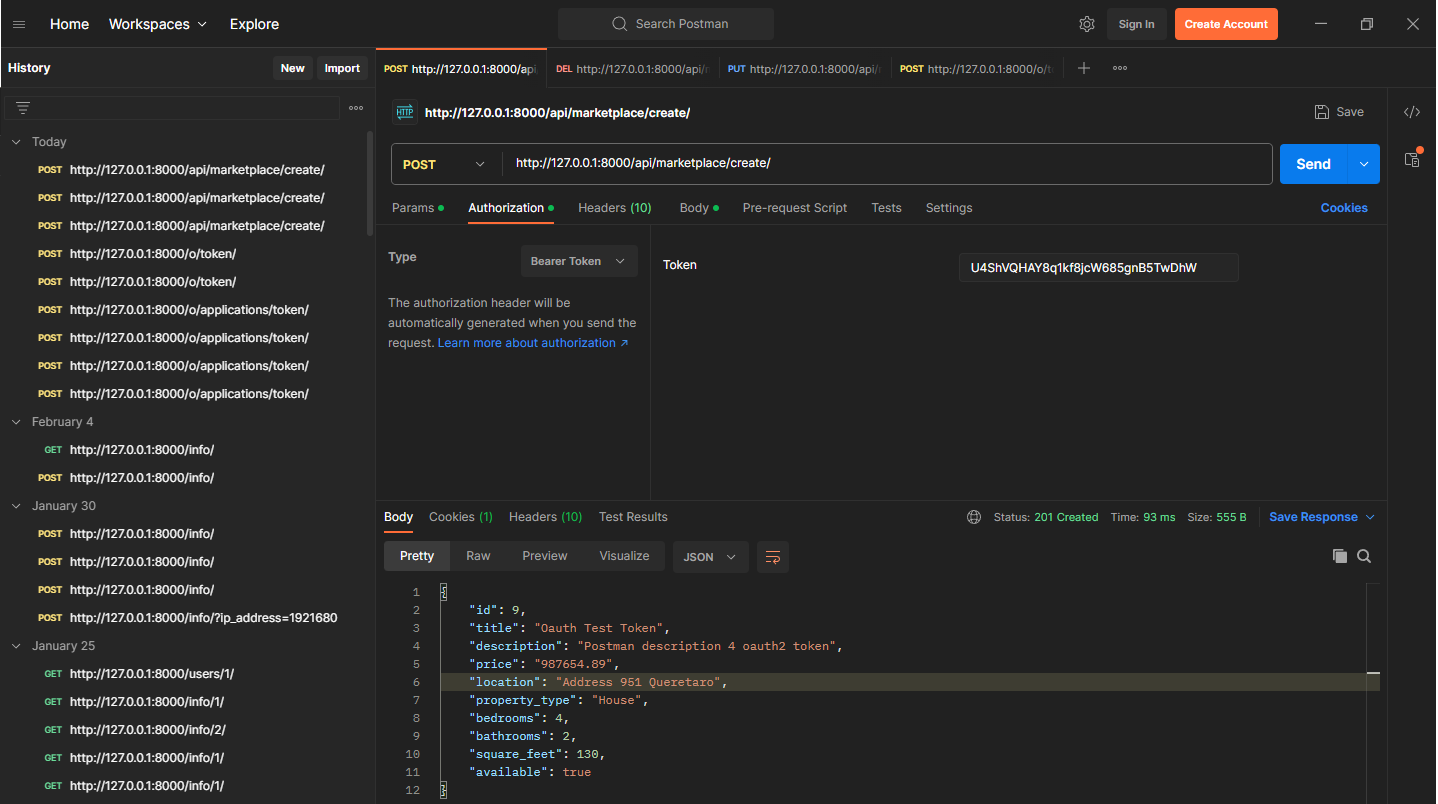 Home Workspaces Explore Search Postman Sign In Create Account
History New Import
POST http://127.0.0.1:8000/api DEL http://127.0.0.1:8000/api/ PUT http://127.0.0.1:8000/api/ POST http://127.0.0.1:8000/o/t
HTTP http://127.0.0.1:8000/api/marketplace/create/ Save
POST http://127.0.0.1:8000/api/marketplace/create/ Send
Params Authorization Headers (10) Body Pre-request Script Tests Settings Cookies
Type Bearer Token
The authorization header will be
automatically generated when you send the
request. Learn more about authorization ↗
Token U4ShVQHAY8q1kf8jcW685gnB5TwDhW
Today
POST http://127.0.0.1:8000/api/marketplace/create/
POST http://127.0.0.1:8000/api/marketplace/create/
POST http://127.0.0.1:8000/api/marketplace/create/
POST http://127.0.0.1:8000/o/token/
POST http://127.0.0.1:8000/o/token/
POST http://127.0.0.1:8000/o/applications/token/
POST http://127.0.0.1:8000/o/applications/token/
POST http://127.0.0.1:8000/o/applications/token/
POST http://127.0.0.1:8000/o/applications/token/
February 4
GET http://127.0.0.1:8000/info/
POST http://127.0.0.1:8000/info/
January 30
POST http://127.0.0.1:8000/info/
POST http://127.0.0.1:8000/info/
POST http://127.0.0.1:8000/info/
POST http://127.0.0.1:8000/info/?ip_address=1921680
January 25
GET http://127.0.0.1:8000/users/1/
GET http://127.0.0.1:8000/info/1/
GET http://127.0.0.1:8000/info/2/
GET http://127.0.0.1:8000/info/1/
GET http://127.0.0.1:8000/info/1/
Body Cookies (1) Headers (10) Test Results Status: 201 Created Time: 93 ms Size: 555 B Save Response
Pretty Raw Preview Visualize JSON
1 {
2 "id": 9,
3 "title": "Oauth Test Token",
4 "description": "Postman description 4 oauth2 token",
5 "price": "987654.89",
6 "location": "Address 951 Queretaro",
7 "property_type": "House",
8 "bedrooms": 4,
9 "bathrooms": 2,
10 "square_feet": 130,
11 "available": true
12 }